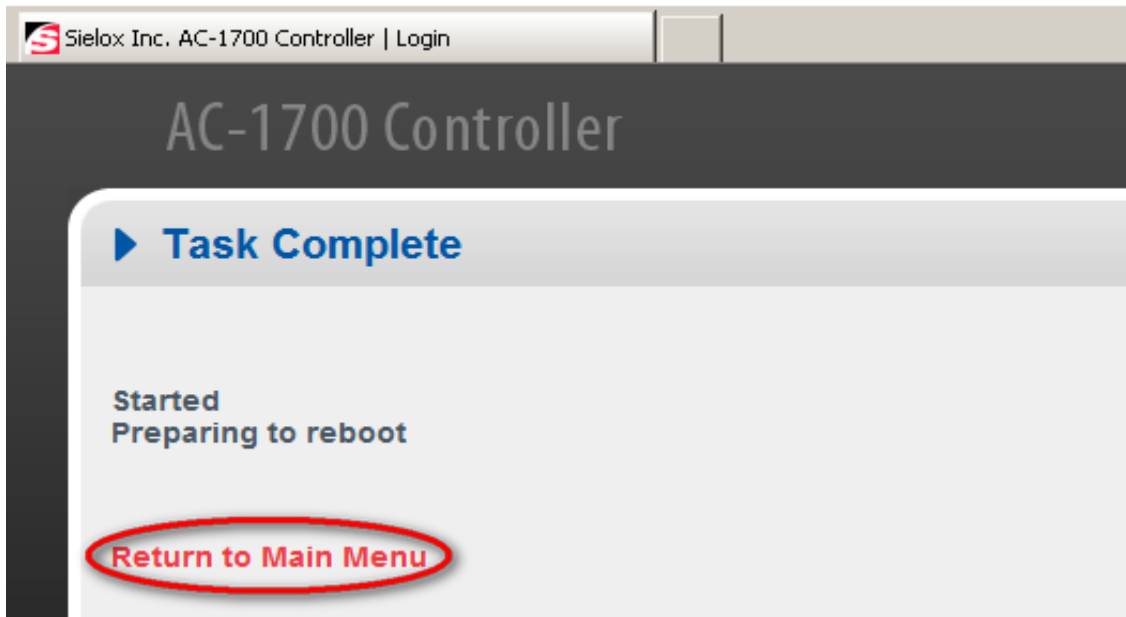 Sielox Inc. AC-1700 Controller | Login
AC-1700 Controller
Task Complete
Started
Preparing to reboot
Return to Main Menu